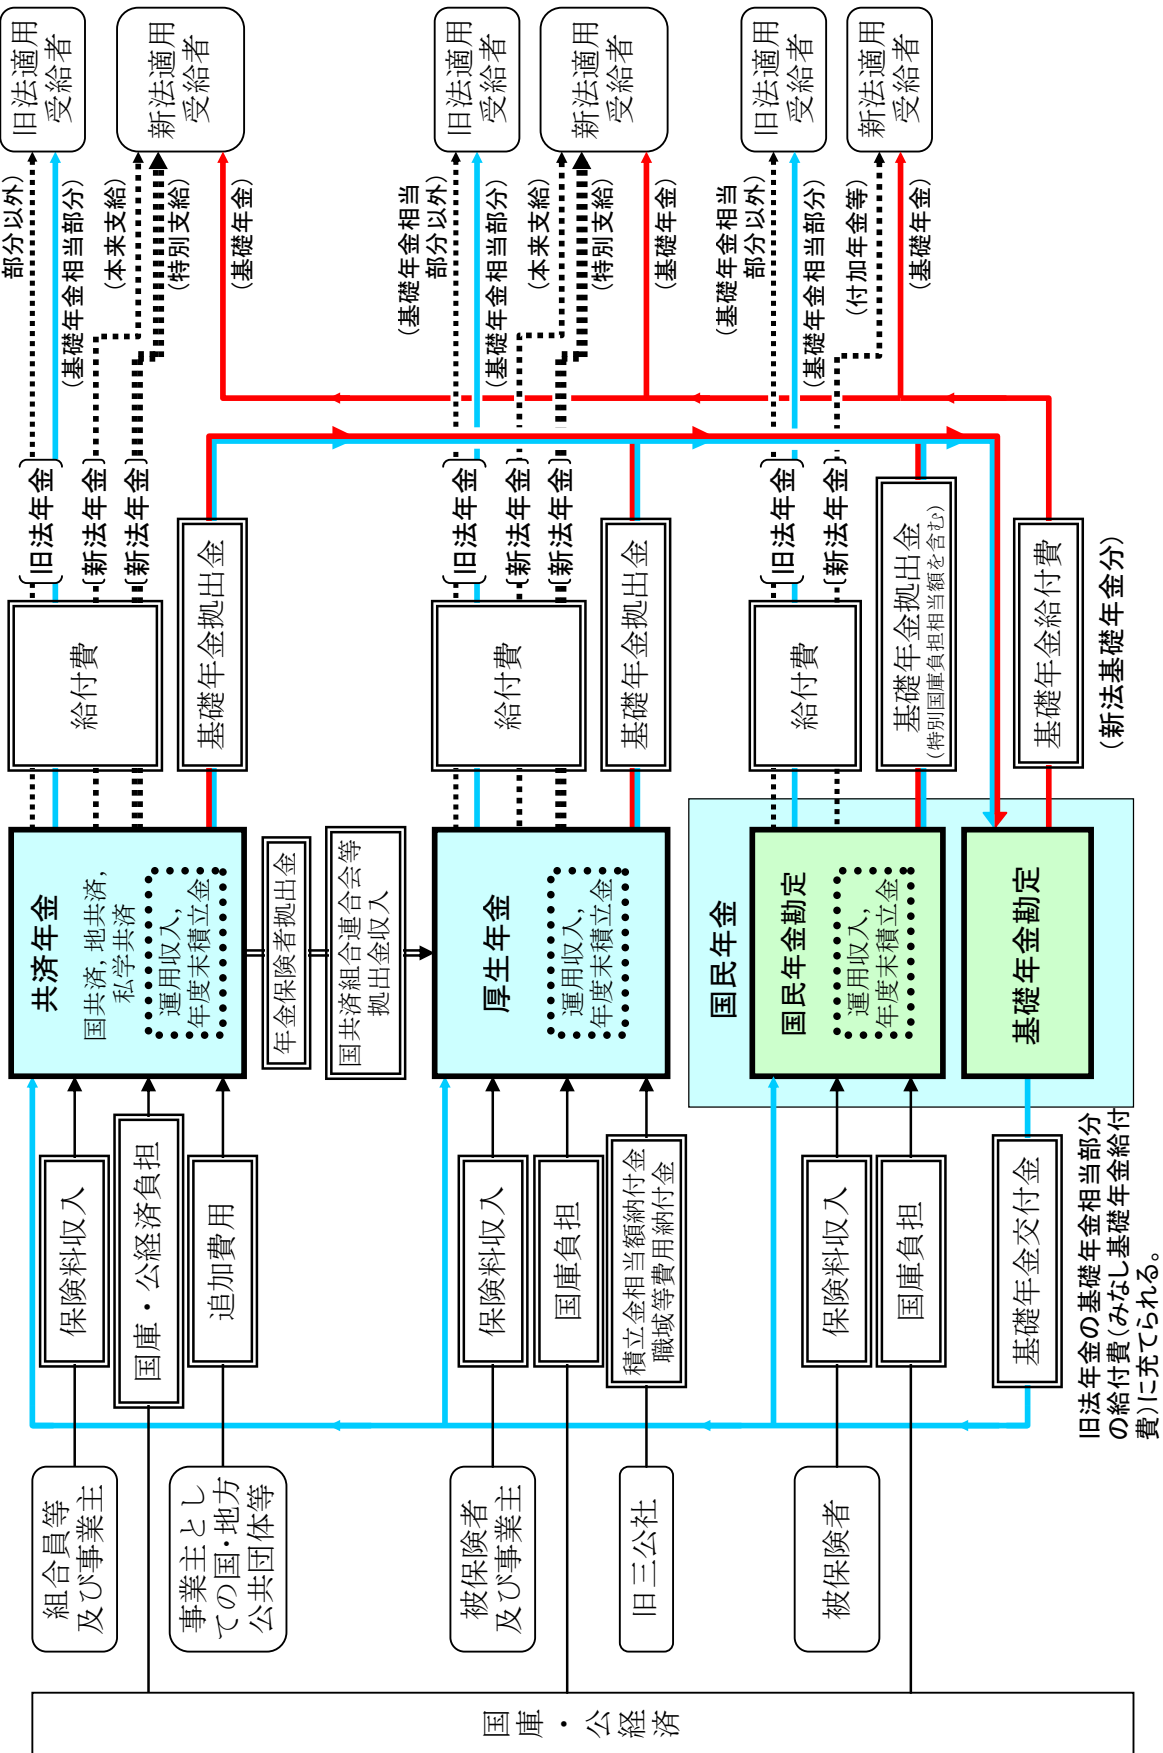 国庫・公経済
組合員等
及び事業主
事業主とし
ての国・地方
公共団体等
被保険者
及び事業主
旧三公社
被保険者
保険料収入
国庫・公経済負担
追加費用
保険料収入
国庫負担
積立金相当額納付金
職域等費用納付金
保険料収入
国庫負担
基礎年金交付金
旧法年金の基礎年金相当部分
の給付費(みなし基礎年金給付
費)に充てられる。
共済年金
国共済,地共済,
私学共済
運用収入,
年度末積立金
年金保険者拠出金
国共済組合連合会等
拠出金収入
厚生年金
運用収入,
年度末積立金
国民年金
国民年金勘定
運用収入,
年度末積立金
基礎年金勘定
給付費
基礎年金拠出金
給付費
基礎年金拠出金
給付費
基礎年金拠出金
(特別国庫負担相当額を含む)
基礎年金給付費
(新法基礎年金分)
〔旧法年金〕
〔新法年金〕
〔新法年金〕
〔旧法年金〕
〔新法年金〕
〔新法年金〕
〔旧法年金〕
〔新法年金〕
部分以外)
(基礎年金相当部分)
(本来支給)
(特別支給)
(基礎年金)
(基礎年金相当
部分以外)
(基礎年金相当部分)
(本来支給)
(特別支給)
(基礎年金)
(基礎年金相当
部分以外)
(基礎年金相当部分)
(付加年金等)
(基礎年金)
旧法適用
受給者
新法適用
受給者
旧法適用
受給者
新法適用
受給者
旧法適用
受給者
新法適用
受給者